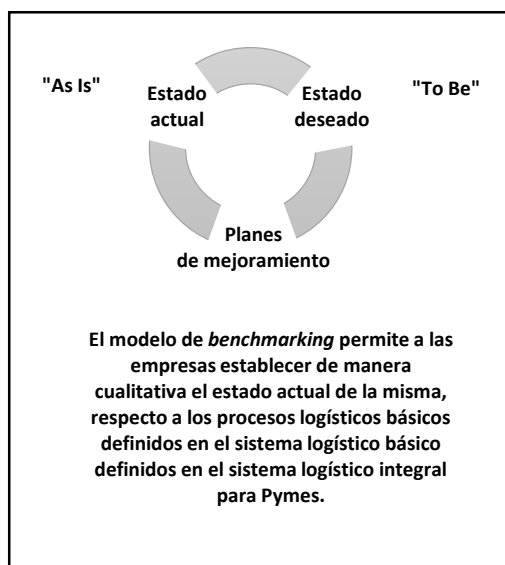 "As Is"
Estado
actual
Estado
deseado
"To Be"
Planes
de mejoramiento
El modelo de benchmarking permite a las
empresas establecer de manera
cualitativa el estado actual de la misma,
respecto a los procesos logísticos básicos
definidos en el sistema logístico básico
definidos en el sistema logístico integral
para Pymes.